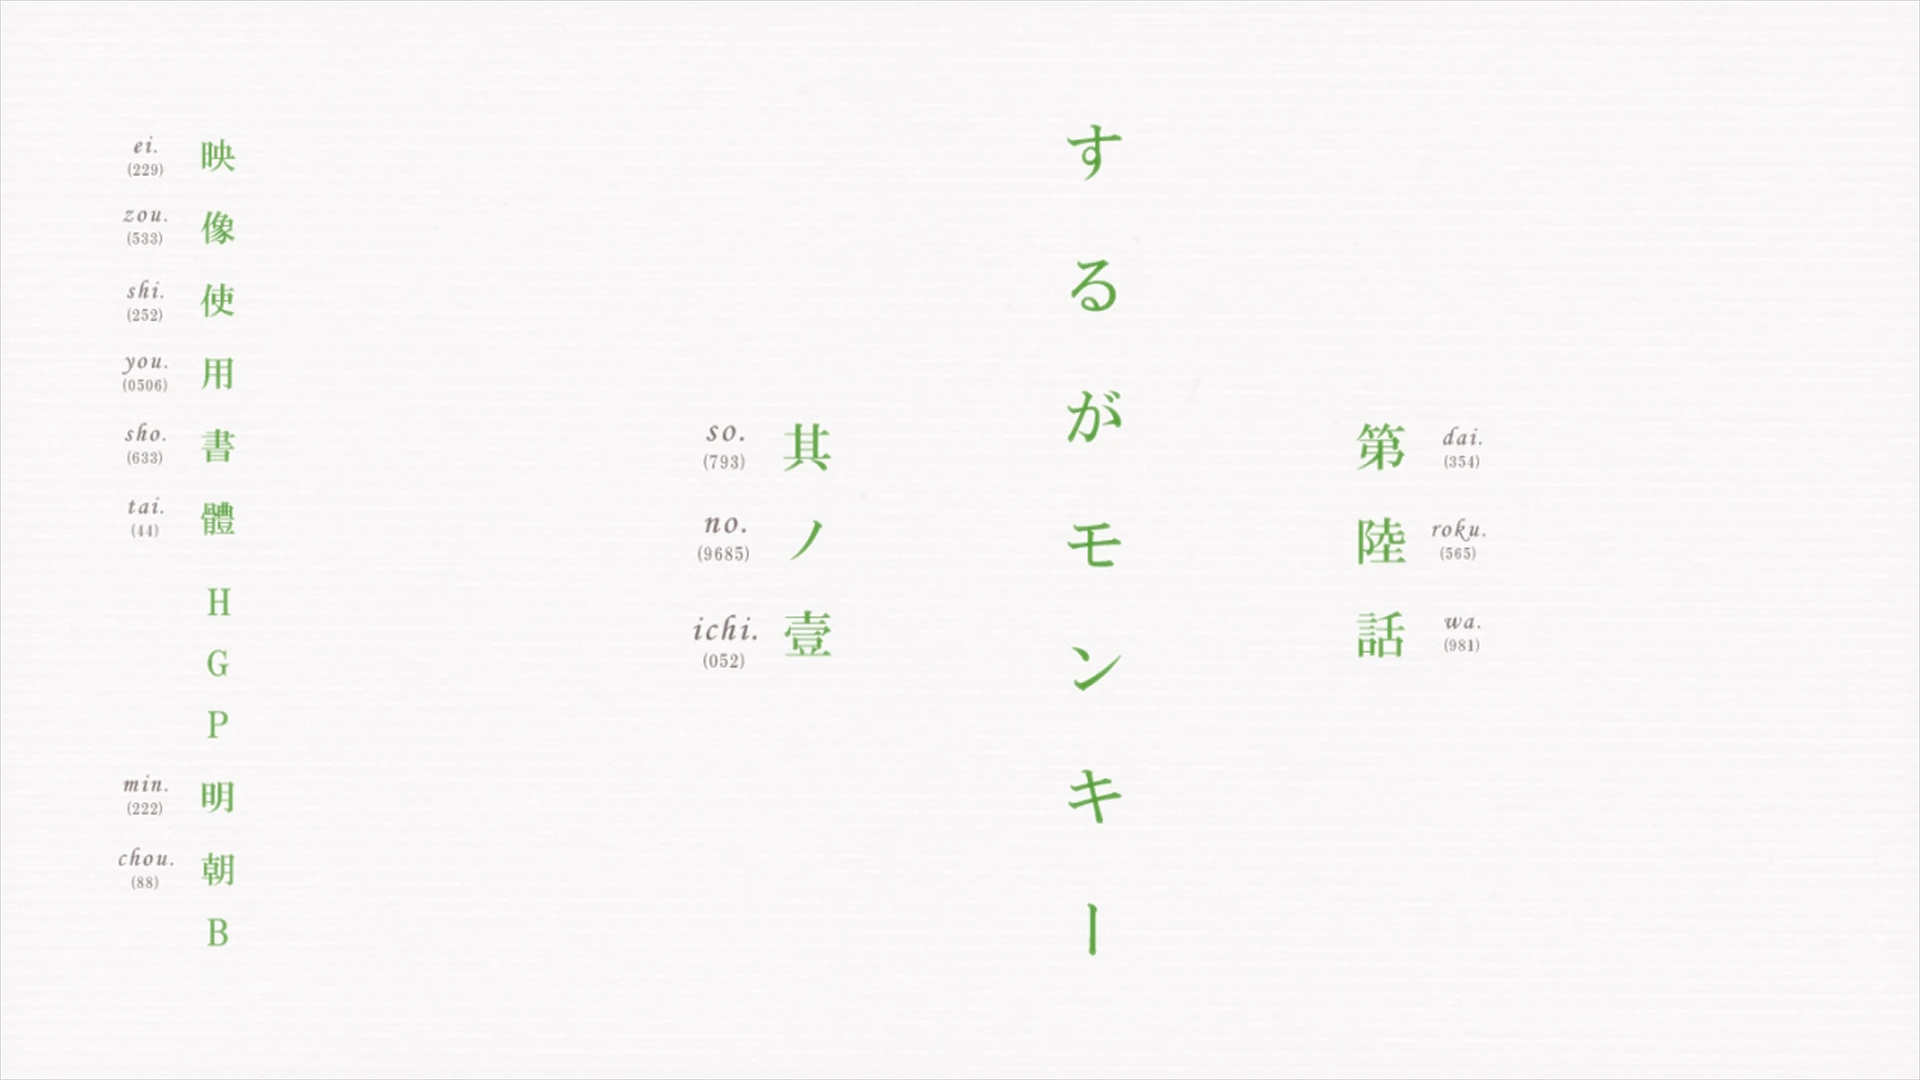 第陸話
dai.
(354)
roku.
(565)
wa.
(981)
するがモンキー
其ノ壹
so.
(793)
no.
(9685)
ichi.
(052)
映像使用書體 HGP明朝B
ei.
(229)
zou.
(533)
shi.
(252)
you.
(0506)
sho.
(633)
tai.
(44)
min.
(222)
chou.
(88)